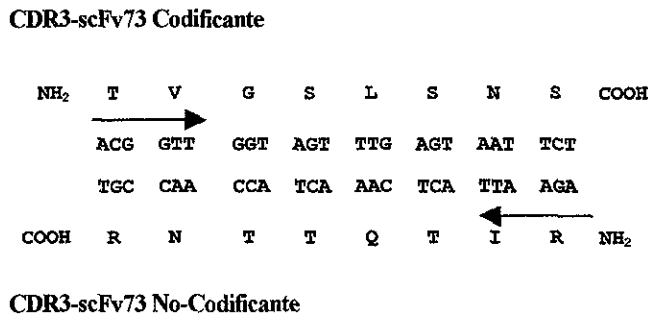 CDR3-scFv73 Codificante
NH₂ T V G S L S N S COOH
ACG GTT GGT AGT TTG AGT AAT TCT
TGC CAA CCA TCA AAC TCA TTA AGA
COOH R N T T Q T I R NH₂
CDR3-scFv73 No-Codificante